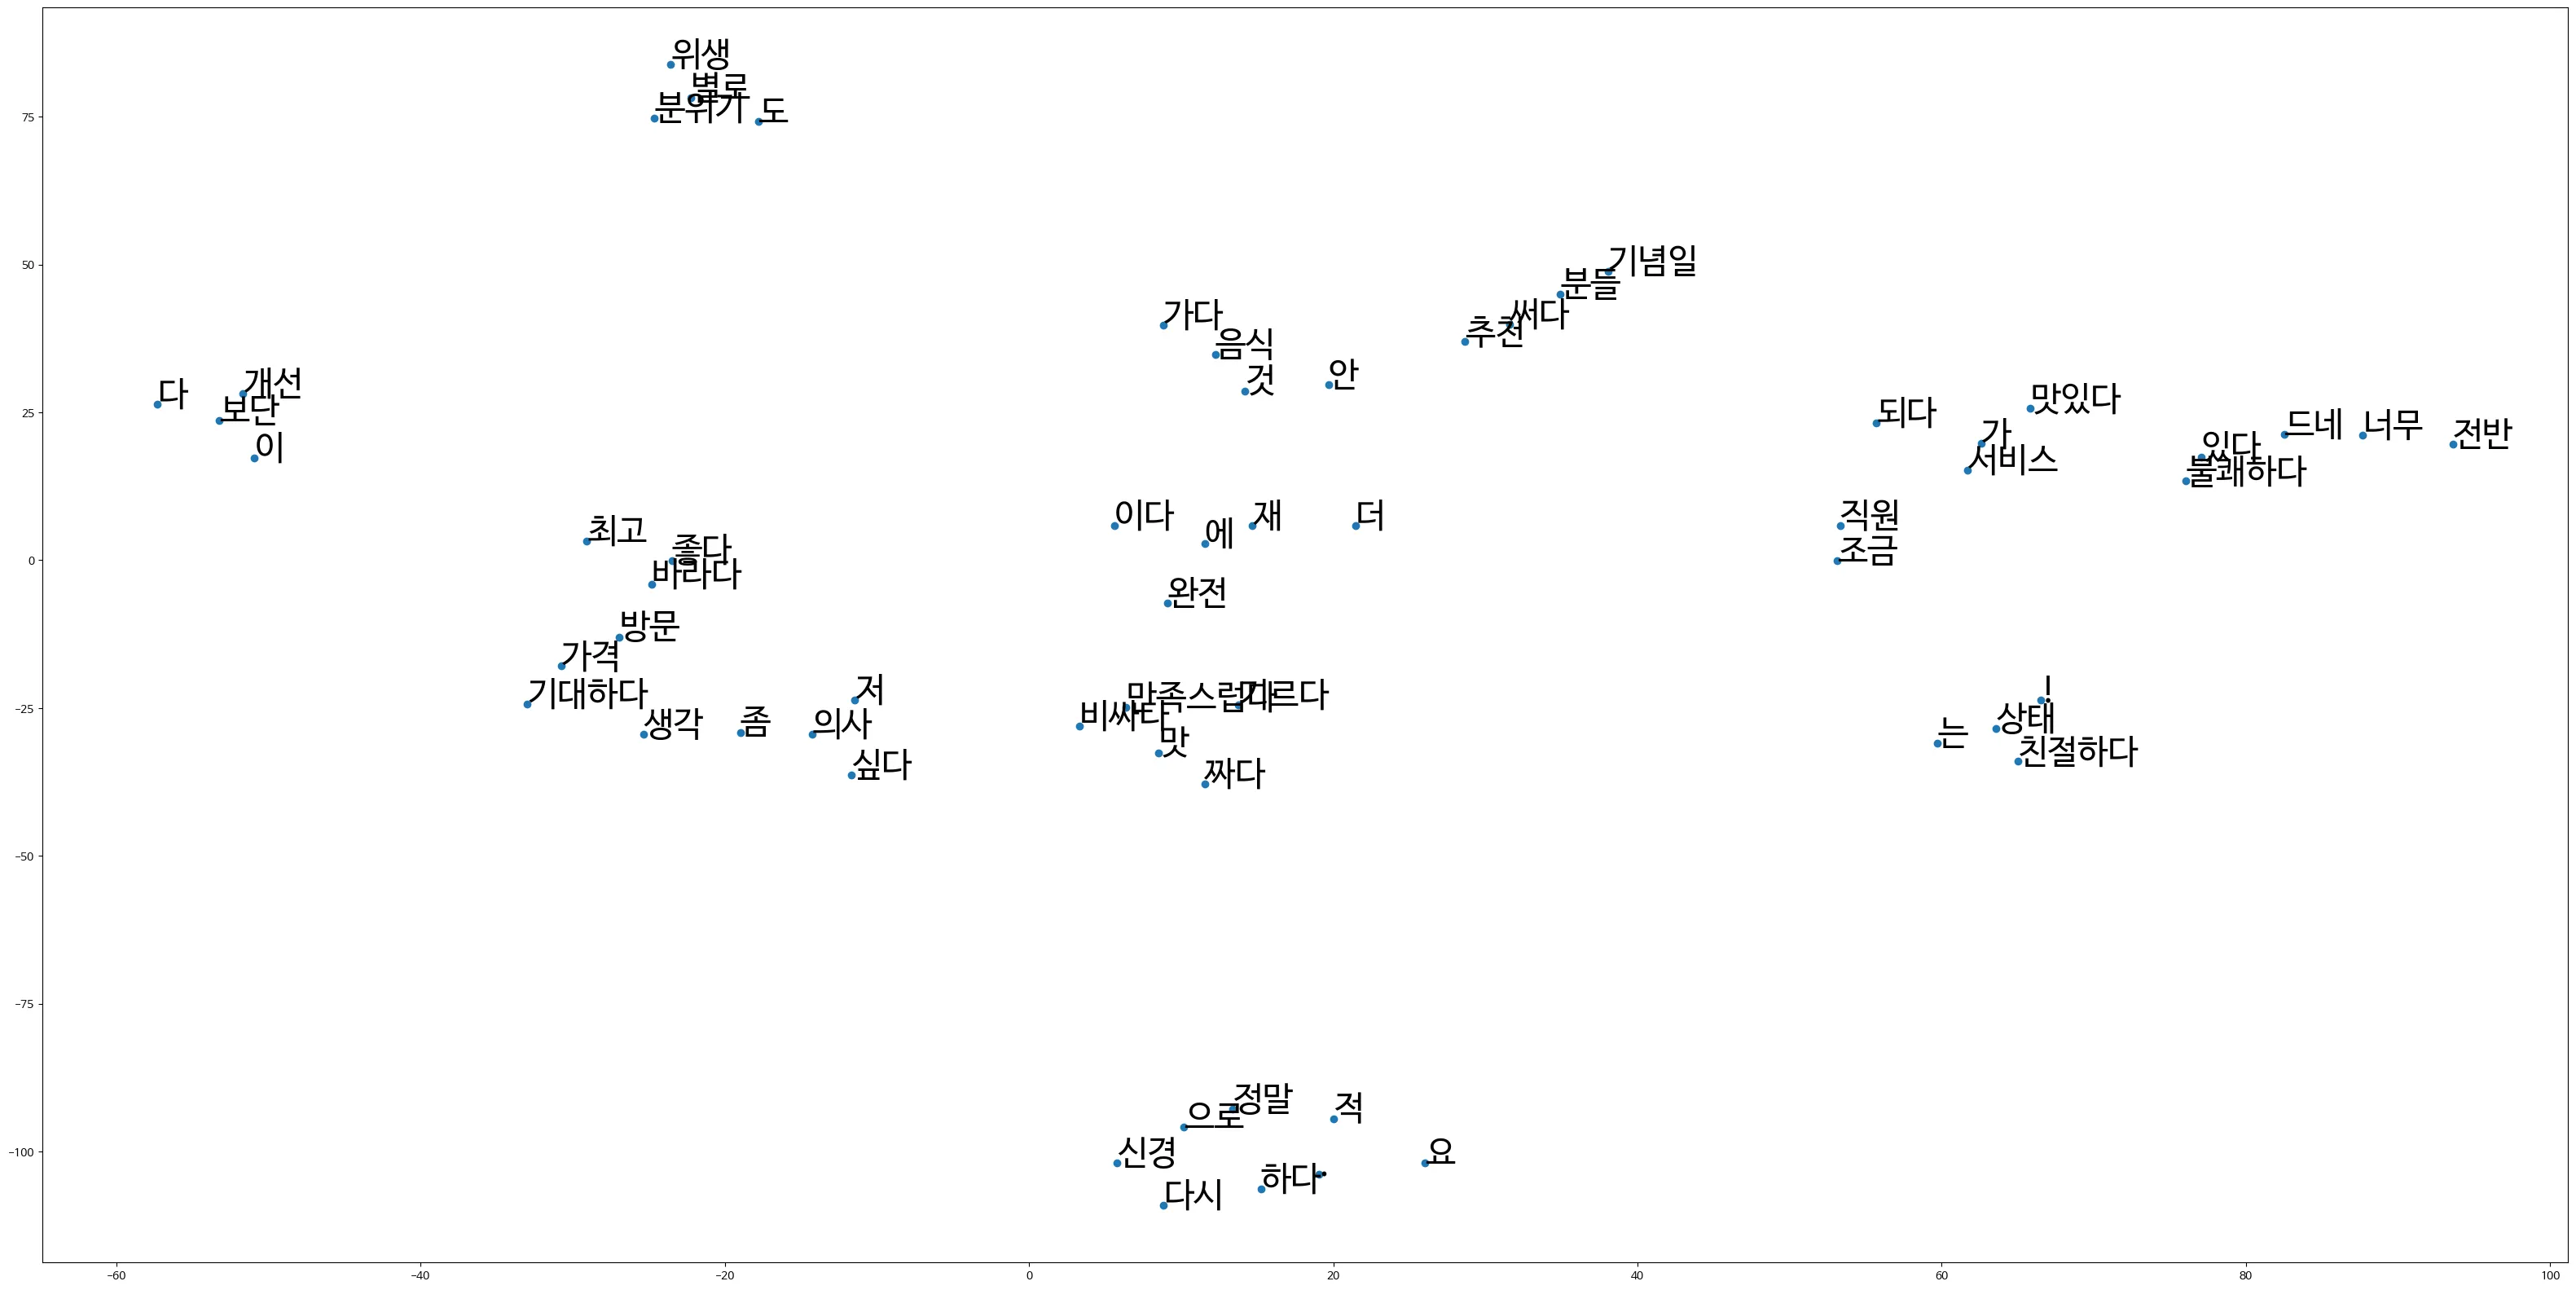 위생
별로
분위기
도
75
기념일
50
분들
가다
써다
추천
음식
안
개선
것
맛있다
다
보단
되다
드네
너무
25
가
전반
이
있다
서비스
불쾌하다
이다
재
더
직원
최고
에
좋다
조금
0
바라다
완전
방문
가격
저
!
기대하다
만족스럽다
−25
비싸다
상태
생각
좀
의사
는
맛
친절하다
싶다
짜다
−50
−75
정말
적
으로
신경
요
−100
하다
.
다시
−60
−40
−20
0
20
40
60
80
100